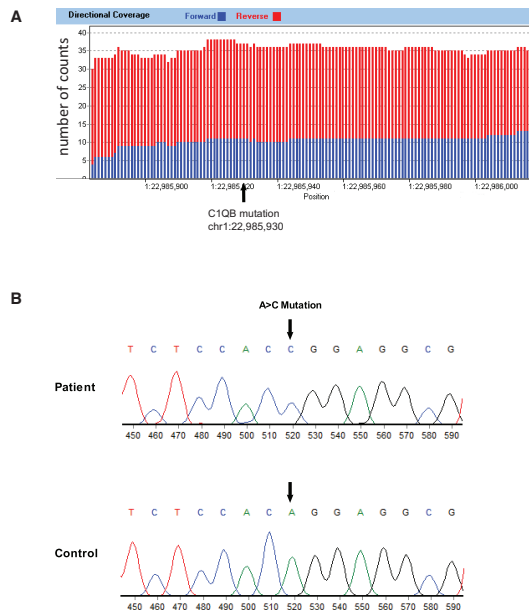 A
Directional Coverage Forward Reverse
number of counts
40
35
30
25
20
15
10
5
0
1:22,985,900 1:22,985,920 1:22,985,940 1:22,985,960 1:22,985,980 1:22,986,000
Position
C1QB mutation
chr1:22,985,930
B
A>C Mutation
T C T C C A C C G G A G G C G
Patient
450 460 470 480 490 500 510 520 530 540 550 560 570 580 590
T C T C C A C A G G A G G C G
Control
450 460 470 480 490 500 510 520 530 540 550 560 570 580 590